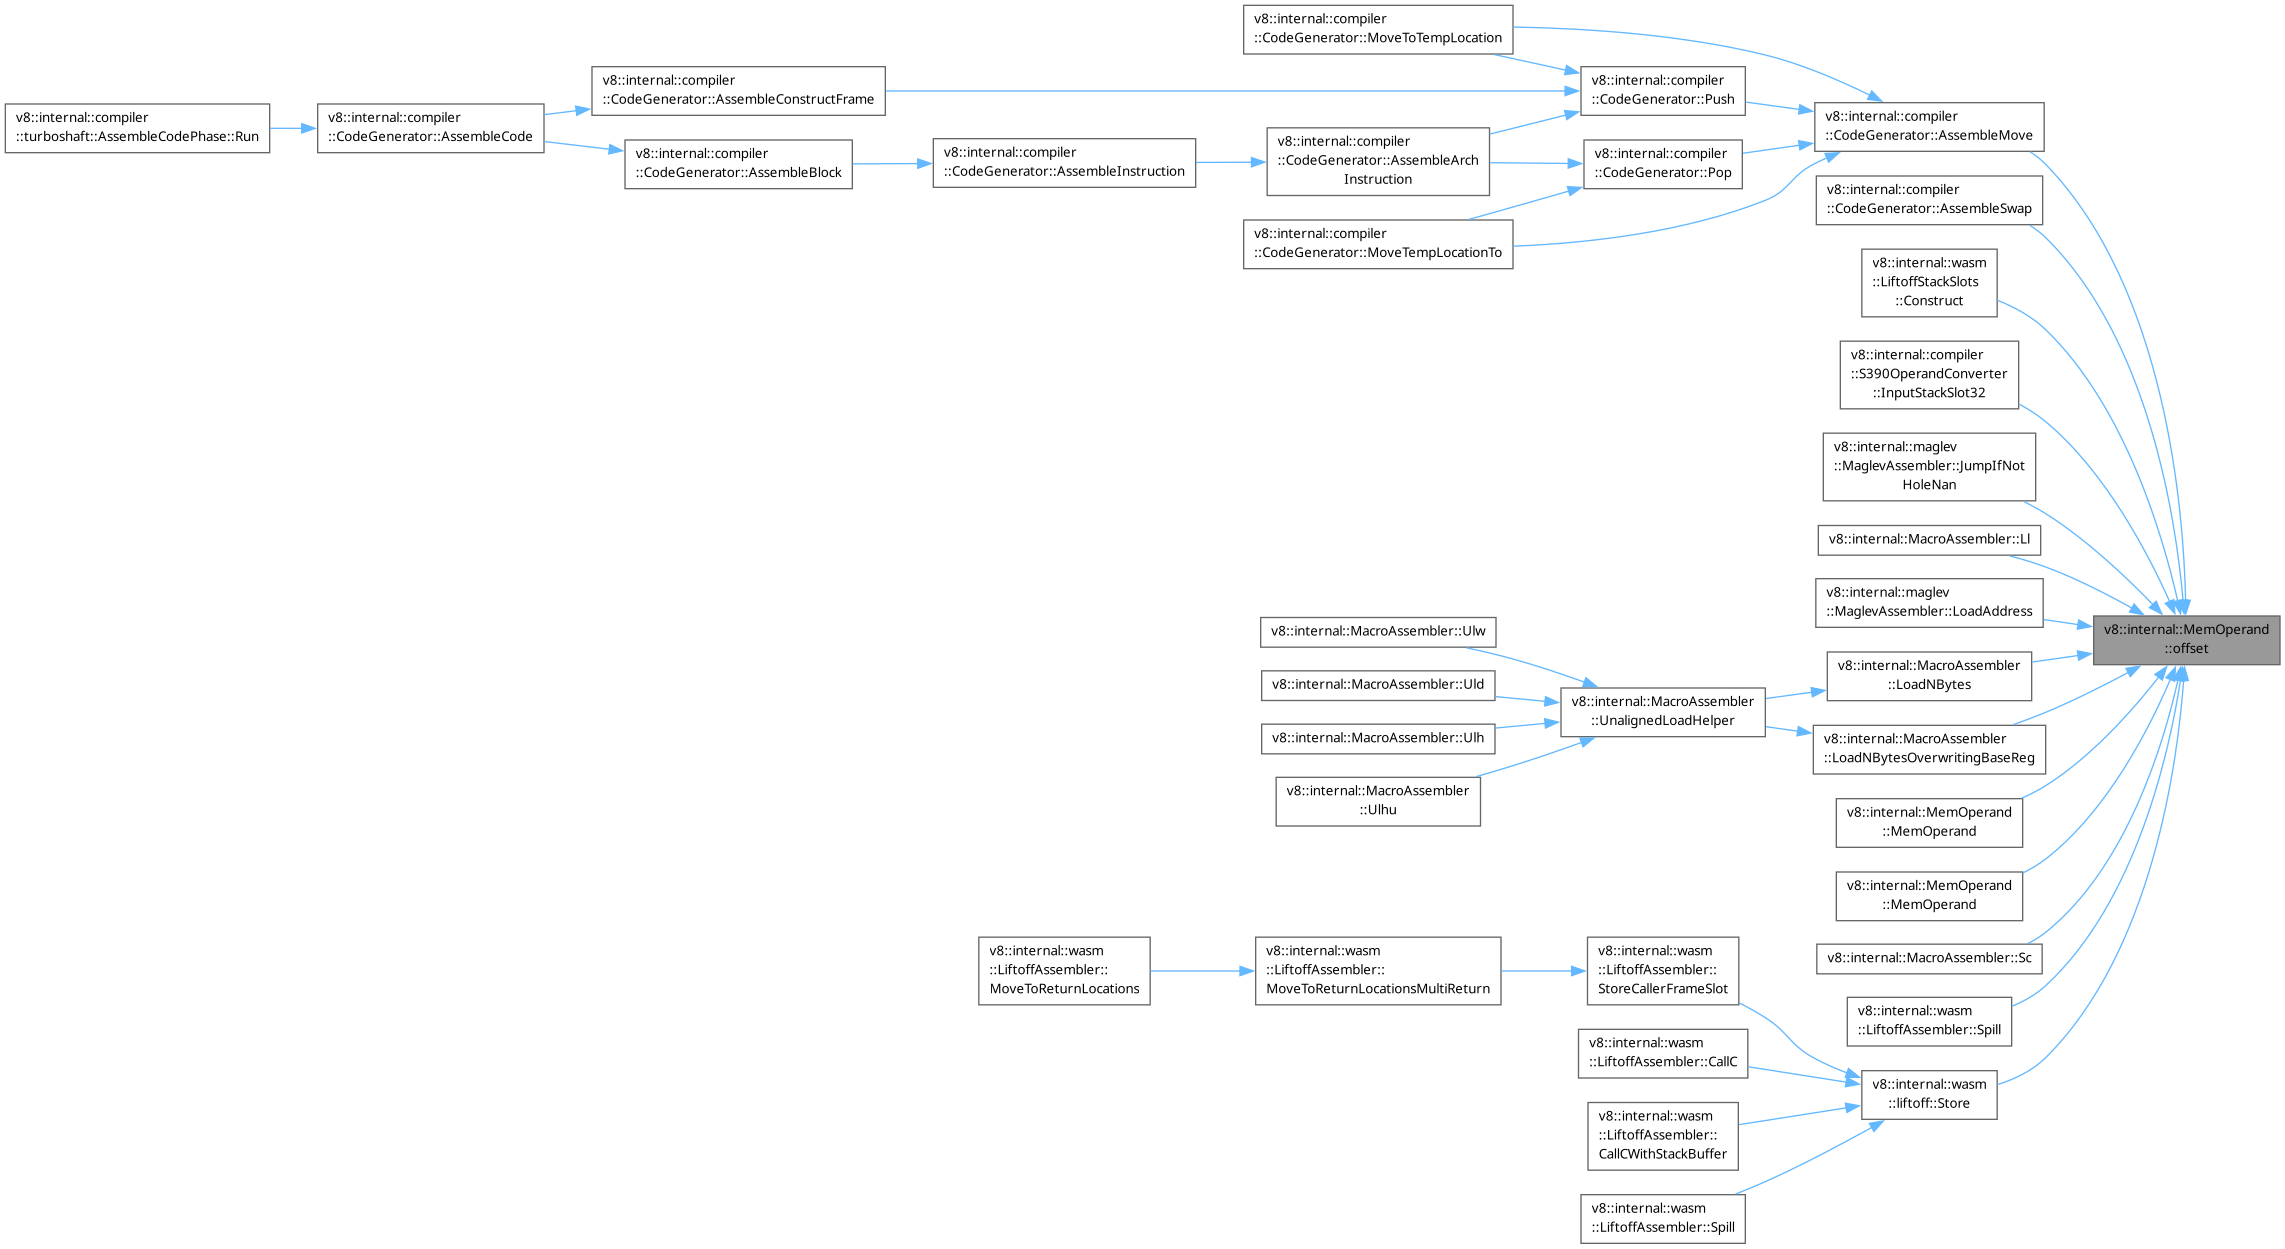 v8::internal::compiler
::turboshaft::AssembleCodePhase::Run
v8::internal::compiler
::CodeGenerator::AssembleCode
v8::internal::compiler
::CodeGenerator::AssembleConstructFrame
v8::internal::compiler
::CodeGenerator::AssembleBlock
v8::internal::compiler
::CodeGenerator::AssembleInstruction
v8::internal::compiler
::CodeGenerator::MoveToTempLocation
v8::internal::compiler
::CodeGenerator::AssembleArch
Instruction
v8::internal::compiler
::CodeGenerator::MoveTempLocationTo
v8::internal::compiler
::CodeGenerator::Push
v8::internal::compiler
::CodeGenerator::Pop
v8::internal::compiler
::CodeGenerator::AssembleMove
v8::internal::compiler
::CodeGenerator::AssembleSwap
v8::internal::wasm
::LiftoffStackSlots
::Construct
v8::internal::compiler
::S390OperandConverter
::InputStackSlot32
v8::internal::maglev
::MaglevAssembler::JumpIfNot
HoleNan
v8::internal::MacroAssembler::Ll
v8::internal::maglev
::MaglevAssembler::LoadAddress
v8::internal::MemOperand
::offset
v8::internal::MacroAssembler
::LoadNBytes
v8::internal::MacroAssembler
::LoadNBytesOverwritingBaseReg
v8::internal::MacroAssembler
::UnalignedLoadHelper
v8::internal::MacroAssembler::Ulw
v8::internal::MacroAssembler::Uld
v8::internal::MacroAssembler::Ulh
v8::internal::MacroAssembler
::Ulhu
v8::internal::MemOperand
::MemOperand
v8::internal::MemOperand
::MemOperand
v8::internal::MacroAssembler::Sc
v8::internal::wasm
::LiftoffAssembler::Spill
v8::internal::wasm
::liftoff::Store
v8::internal::wasm
::LiftoffAssembler::
StoreCallerFrameSlot
v8::internal::wasm
::LiftoffAssembler::
MoveToReturnLocationsMultiReturn
v8::internal::wasm
::LiftoffAssembler::
MoveToReturnLocations
v8::internal::wasm
::LiftoffAssembler::CallC
v8::internal::wasm
::LiftoffAssembler::
CallCWithStackBuffer
v8::internal::wasm
::LiftoffAssembler::Spill